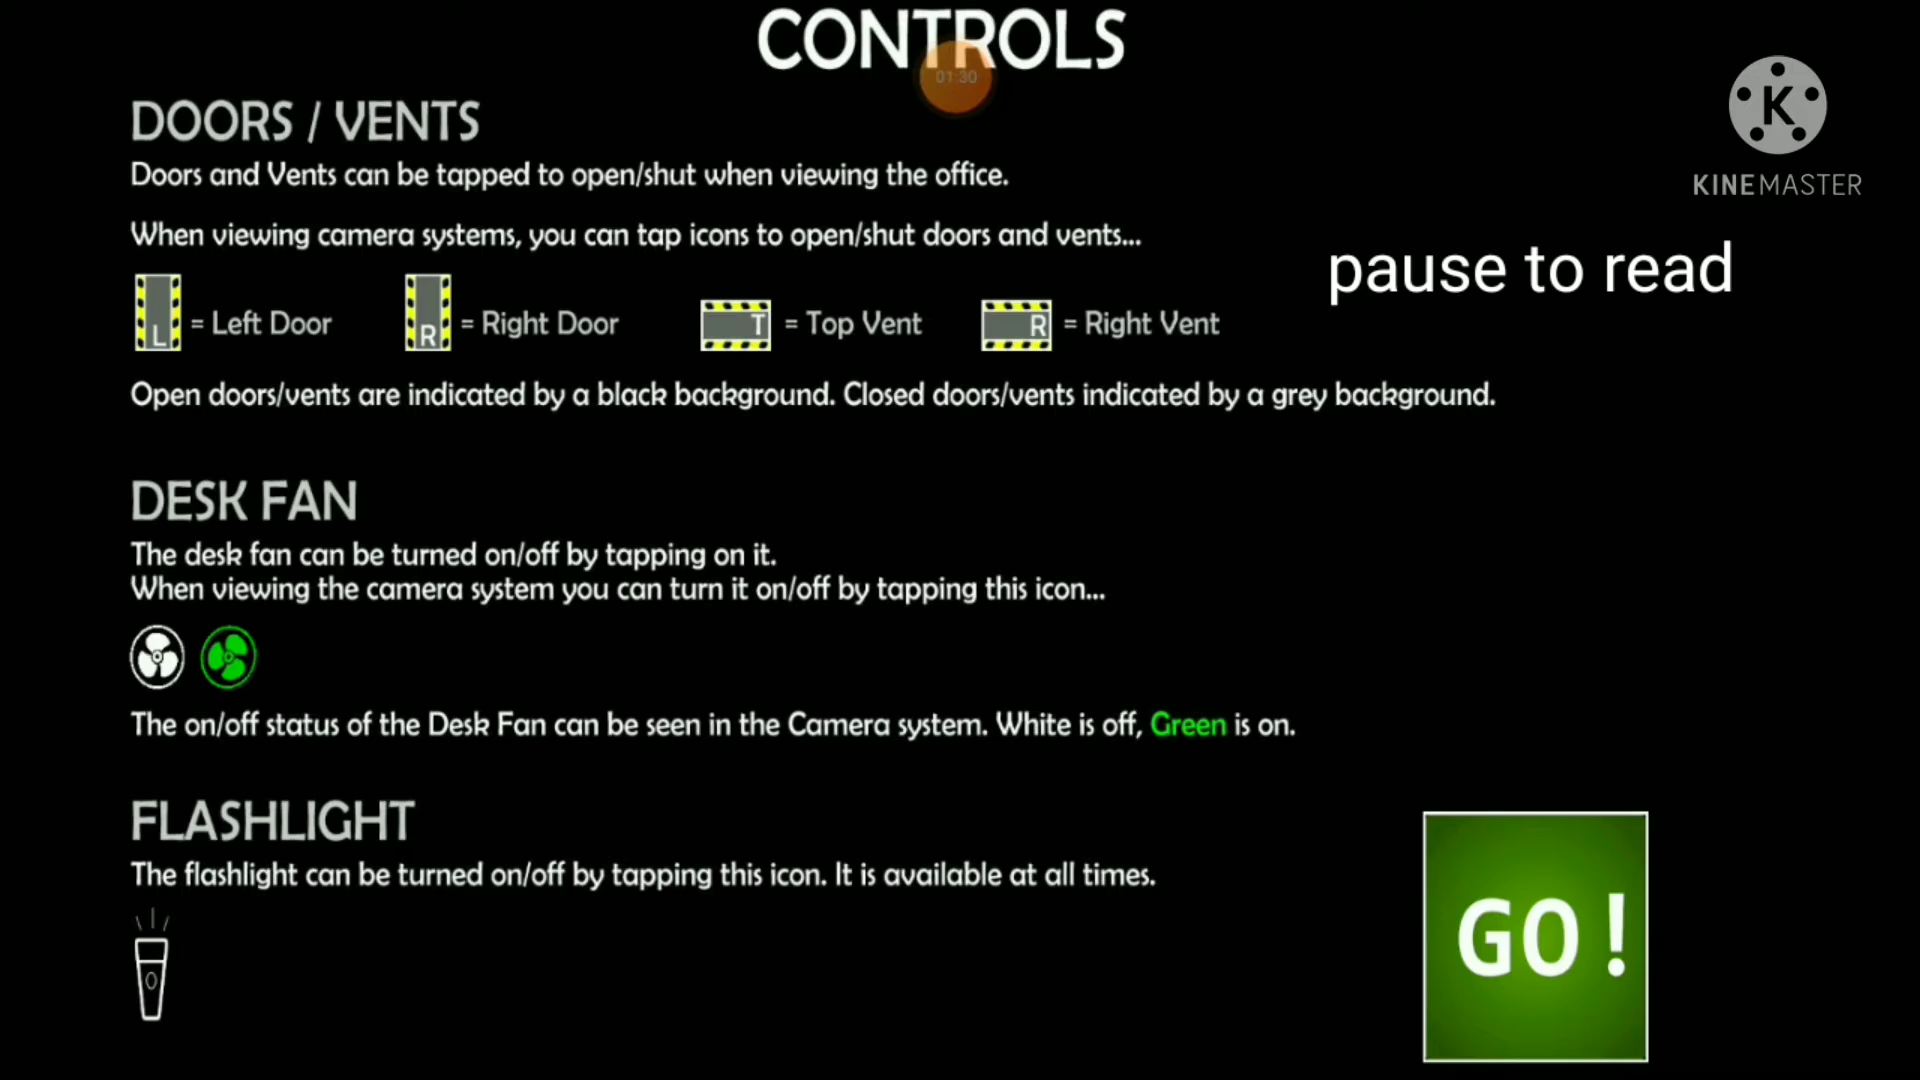 CONTROLS
01:30
K
KINEMASTER
DOORS / VENTS
Doors and Vents can be tapped to open/shut when viewing the office.
When viewing camera systems, you can tap icons to open/shut doors and vents...
pause to read
L = Left Door R = Right Door T = Top Vent R = Right Vent
Open doors/vents are indicated by a black background. Closed doors/vents indicated by a grey background.
DESK FAN
The desk fan can be turned on/off by tapping on it.
When viewing the camera system you can turn it on/off by tapping this icon...
The on/off status of the Desk Fan can be seen in the Camera system. White is off, Green is on.
FLASHLIGHT
The flashlight can be turned on/off by tapping this icon. It is available at all times.
GO!